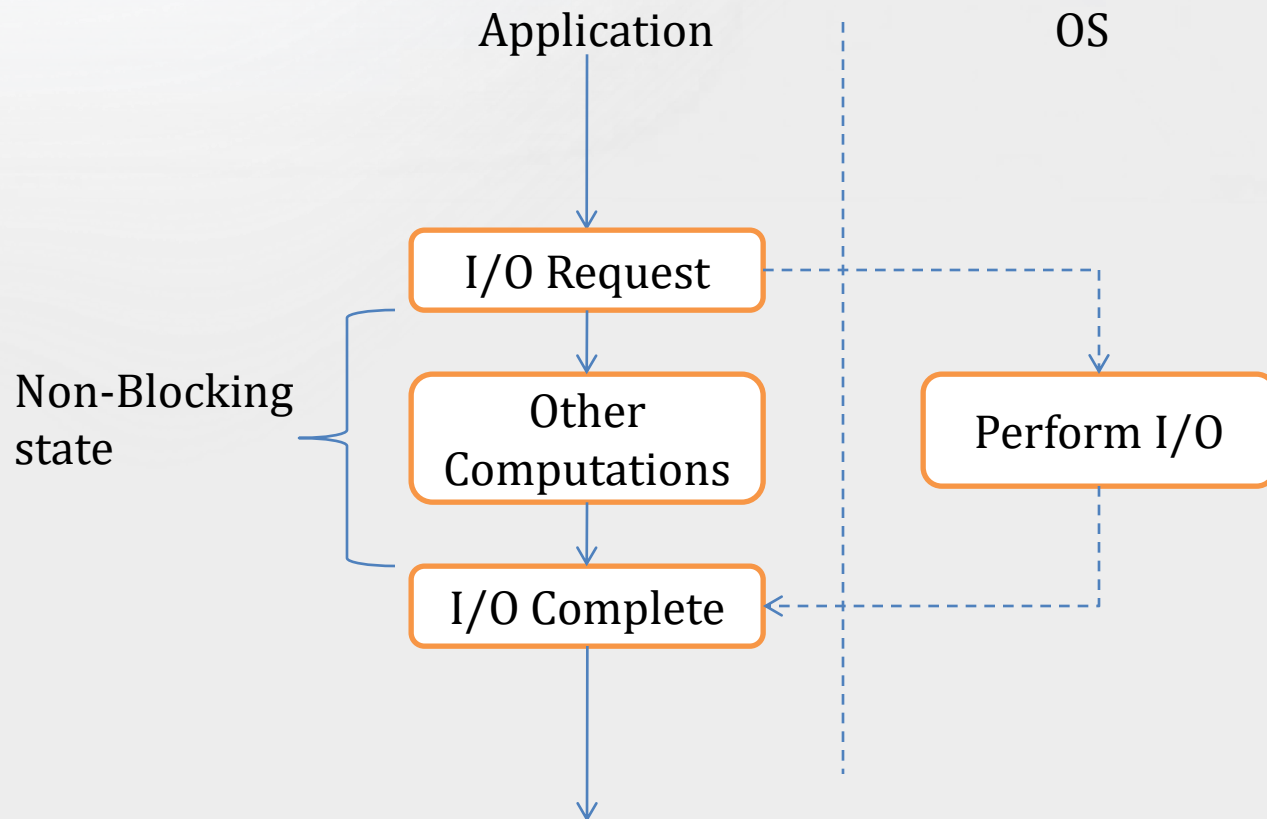 Application
OS
I/O Request
Non-Blocking
state
Other
Computations
Perform I/O
I/O Complete